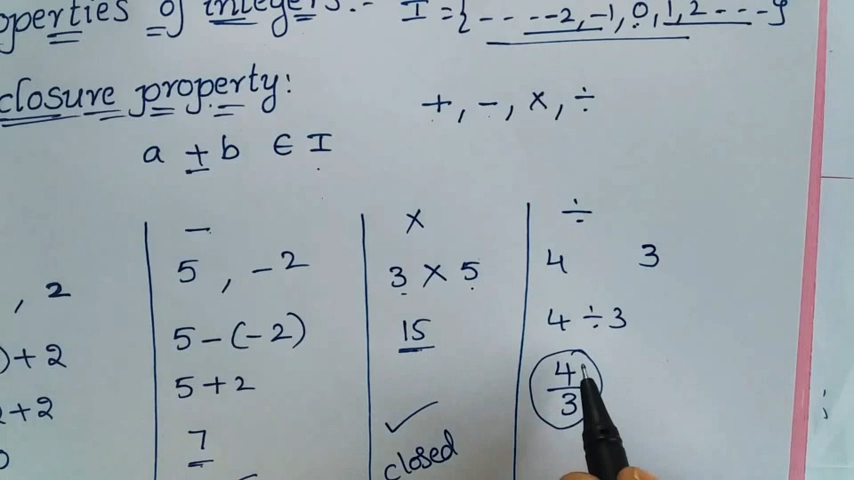 operties of integers:- I = {- - - -2, -1, 0, 1, 2 - - - }
closure property: +, -, ×, ÷
a + b ∈ I
- × ÷
, 2 5 , -2 3 × 5 4 3
)+2 5-(-2) 15 4 ÷ 3
+2 5+2 4/3
7 ✓
closed